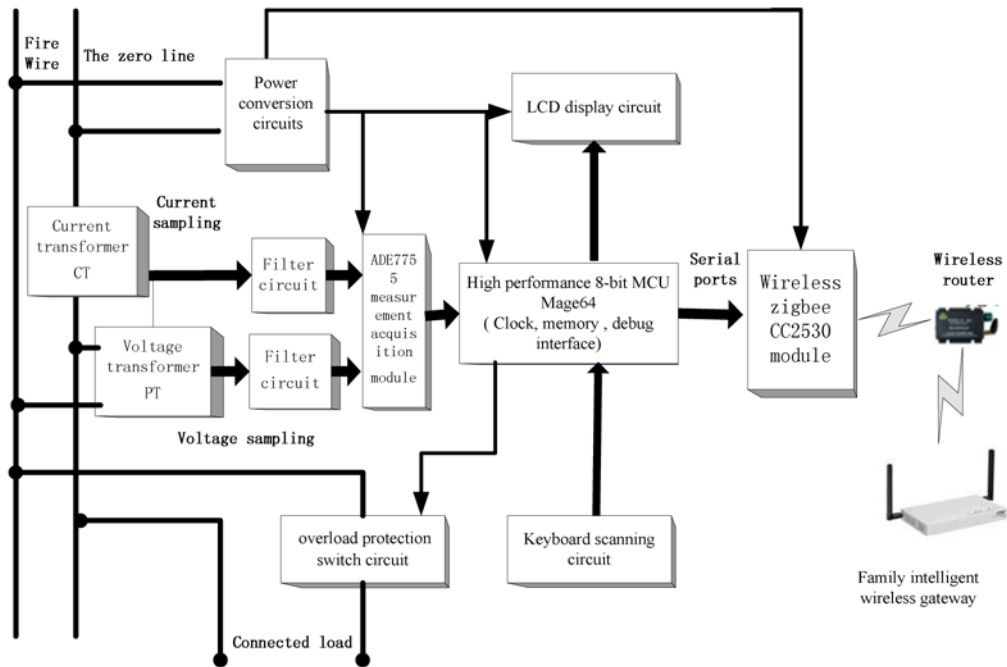 Fire
Wire
The zero line
Power
conversion
circuits
LCD display circuit
Current
sampling
Current
transformer
CT
Filter
circuit
ADE775
5
measurem
ement
acquis
ition
module
High performance 8-bit MCU
Mage64
( Clock, memory , debug
interface)
Serial
ports
Wireless
zigbee
CC2530
module
Wireless
router
Voltage
transformer
PT
Filter
circuit
Voltage sampling
overload protection
switch circuit
Keyboard scanning
circuit
Family intelligent
wireless gateway
Connected load